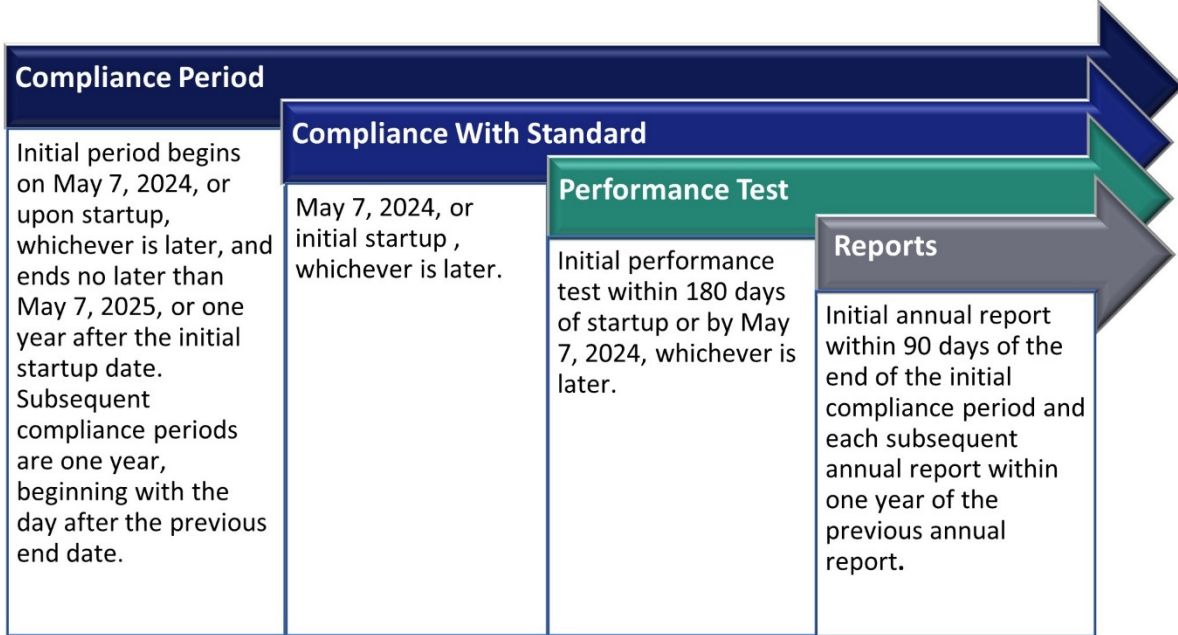 Compliance Period
Initial period begins
on May 7, 2024, or
upon startup,
whichever is later, and
ends no later than
May 7, 2025, or one
year after the initial
startup date.
Subsequent
compliance periods
are one year,
beginning with the
day after the previous
end date.
Compliance With Standard
May 7, 2024, or
initial startup ,
whichever is later.
Performance Test
Initial performance
test within 180 days
of startup or by May
7, 2024, whichever is
later.
Reports
Initial annual report
within 90 days of the
end of the initial
compliance period and
each subsequent
annual report within
one year of the
previous annual
report.